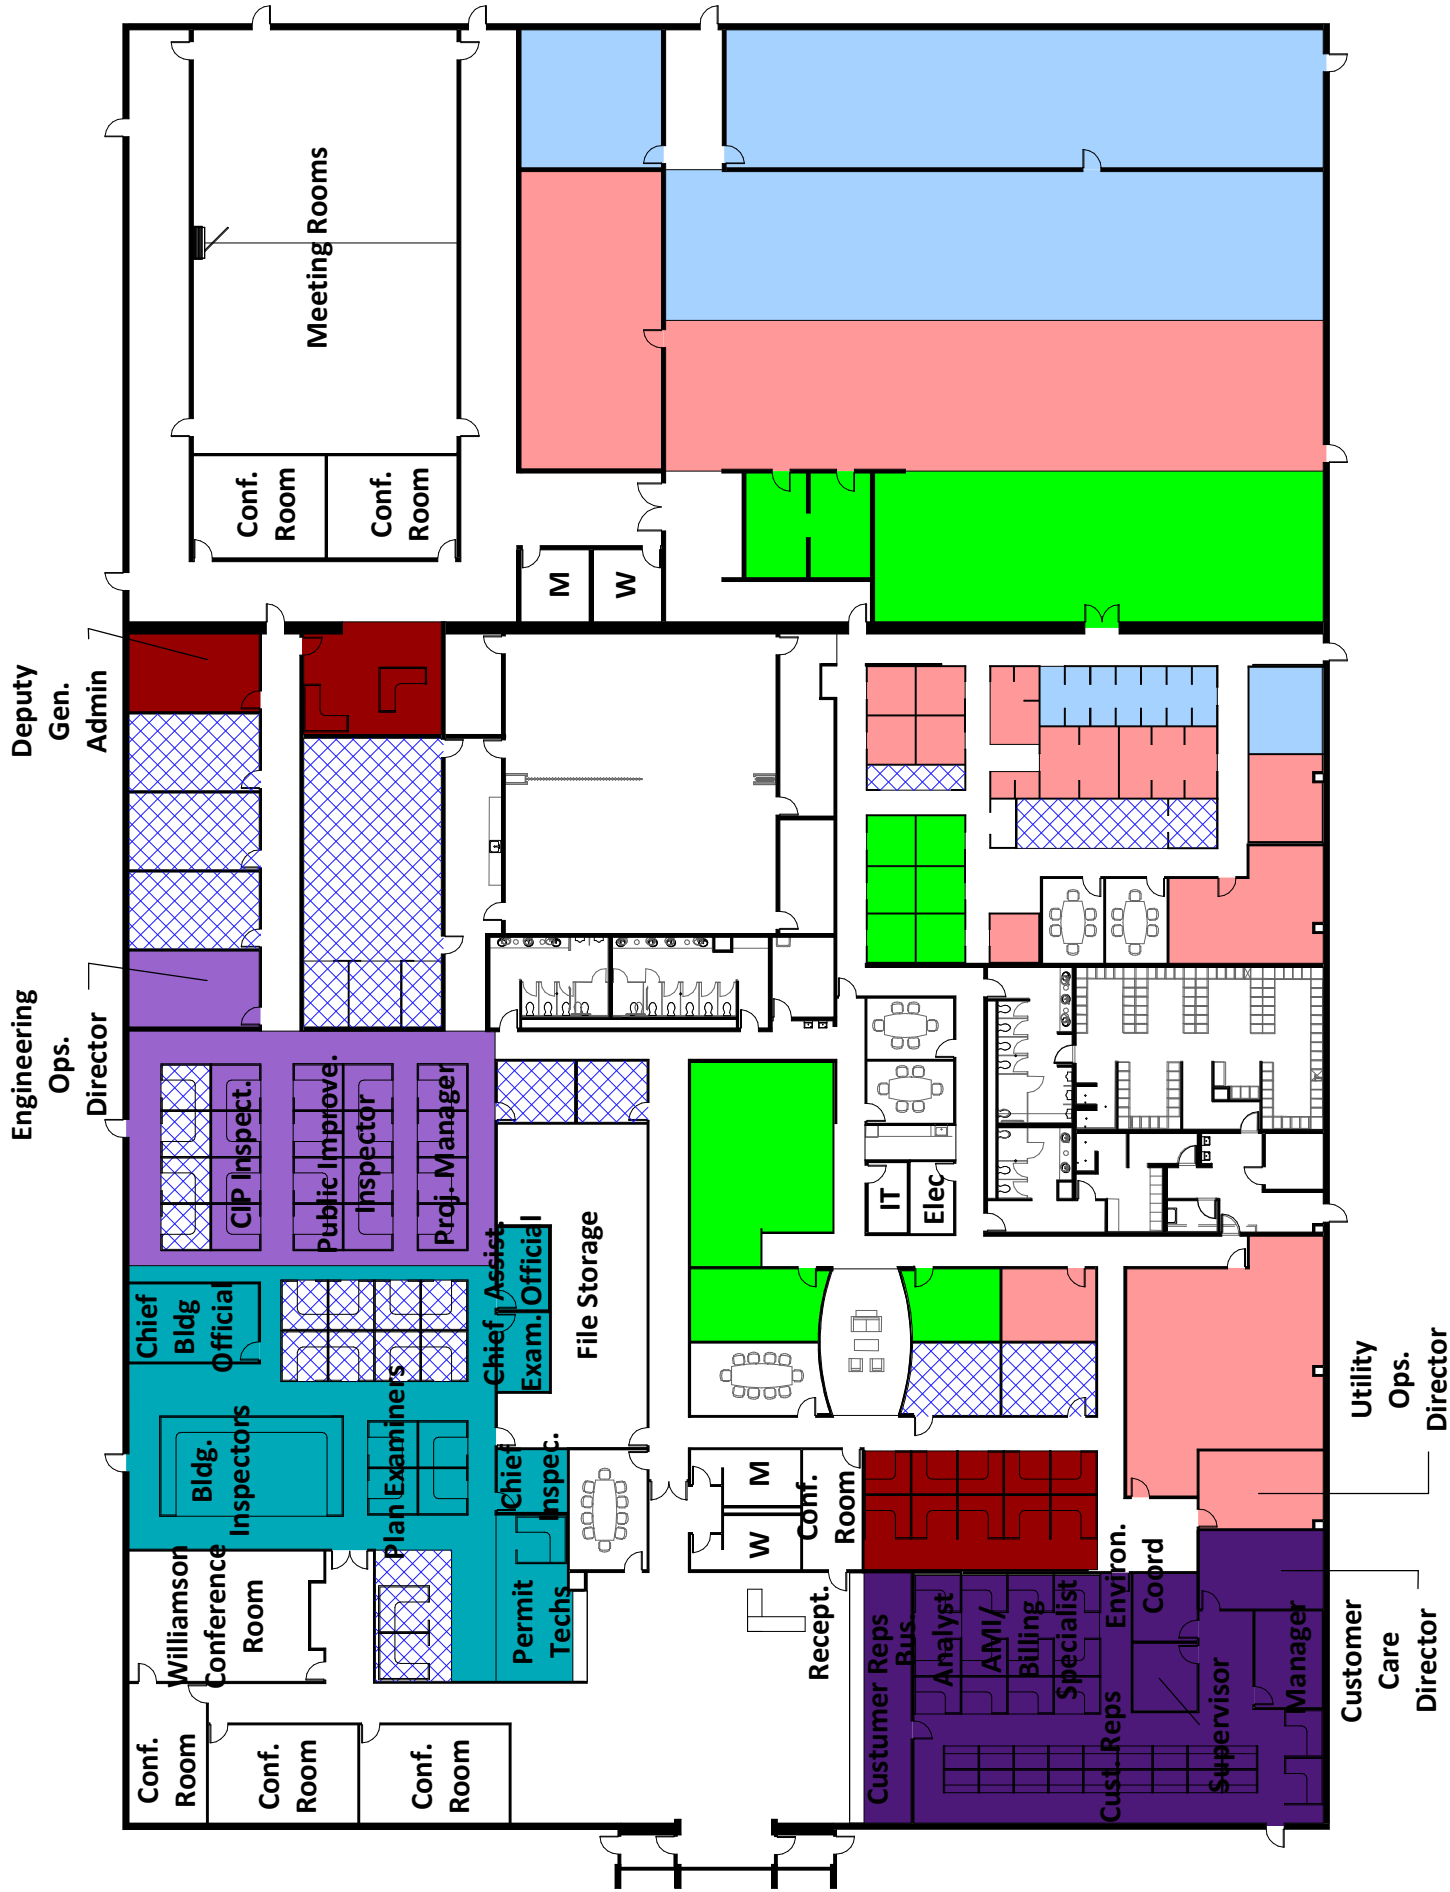 Meeting Rooms
Conf.
Room
Conf.
Room
M
W
Deputy
Gen.
Admin
Engineering
Ops.
Director
CIP Inspect.
Public Improve.
Inspector
Proj. Manager
Chief
Bldg
Official
Assist.
Official
Chief
Exam.
File Storage
IT
Elec
Bldg.
Inspectors
Plan Examiners
Chief
Inspec.
M
W
Conf.
Room
Utility
Ops.
Director
Williamson
Conference
Room
Permit
Techs
Recept.
Custumer Reps
Bus.
Analyst
AMI/
Billing
Specialist
Environ.
Coord
Cust. Reps
Supervisor
Manager
Customer
Care
Director
Conf.
Room
Conf.
Room
Conf.
Room